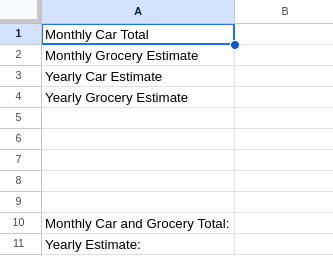 A B
1 Monthly Car Total
2 Monthly Grocery Estimate
3 Yearly Car Estimate
4 Yearly Grocery Estimate
5
6
7
8
9
10 Monthly Car and Grocery Total:
11 Yearly Estimate: